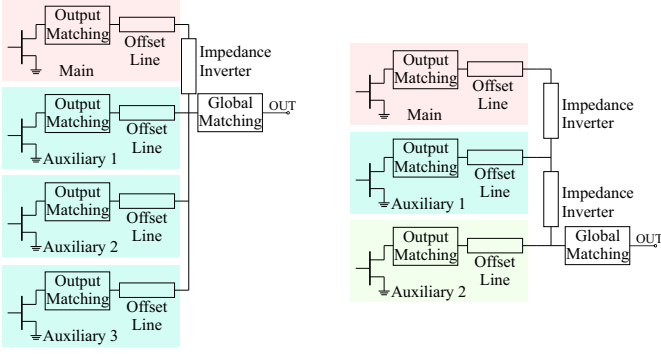 Output
Matching
Offset
Line
Main
Impedance
Inverter
Output
Matching
Offset
Line
Auxiliary 1
Global
Matching
OUT
Output
Matching
Offset
Line
Auxiliary 2
Output
Matching
Offset
Line
Auxiliary 3
Output
Matching
Offset
Line
Main
Impedance
Inverter
Output
Matching
Offset
Line
Auxiliary 1
Impedance
Inverter
Output
Matching
Offset
Line
Auxiliary 2
Global
Matching
OUT